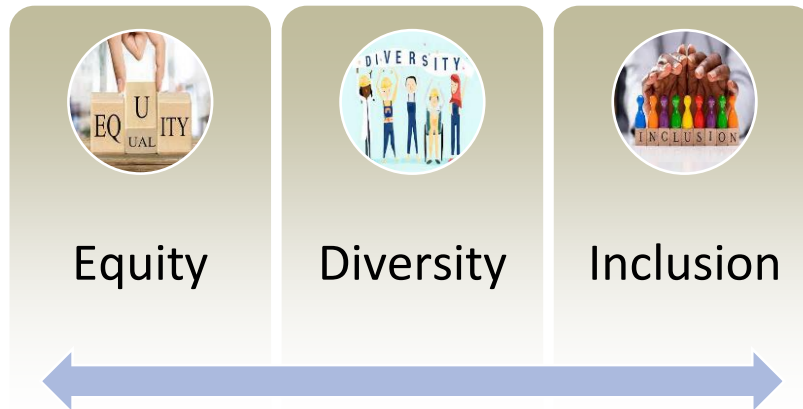 EQ U ITY
UAL
DIVERSITY
INCLUSION
Equity
Diversity
Inclusion